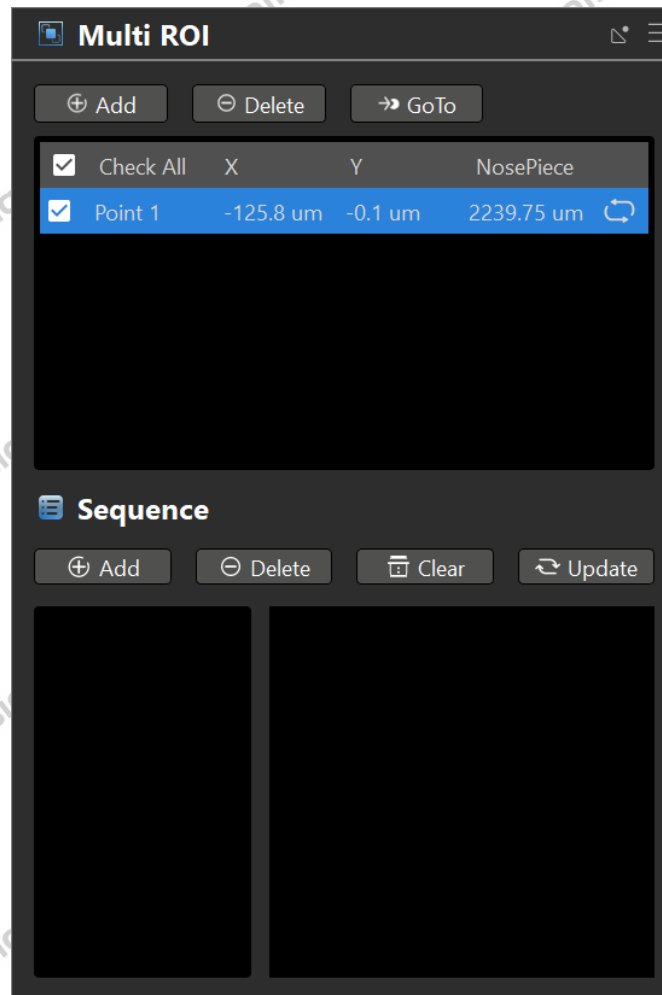 Multi ROI
Add Delete GoTo
Check All X Y NosePiece
Point 1 -125.8 um -0.1 um 2239.75 um
Sequence
Add Delete Clear Update